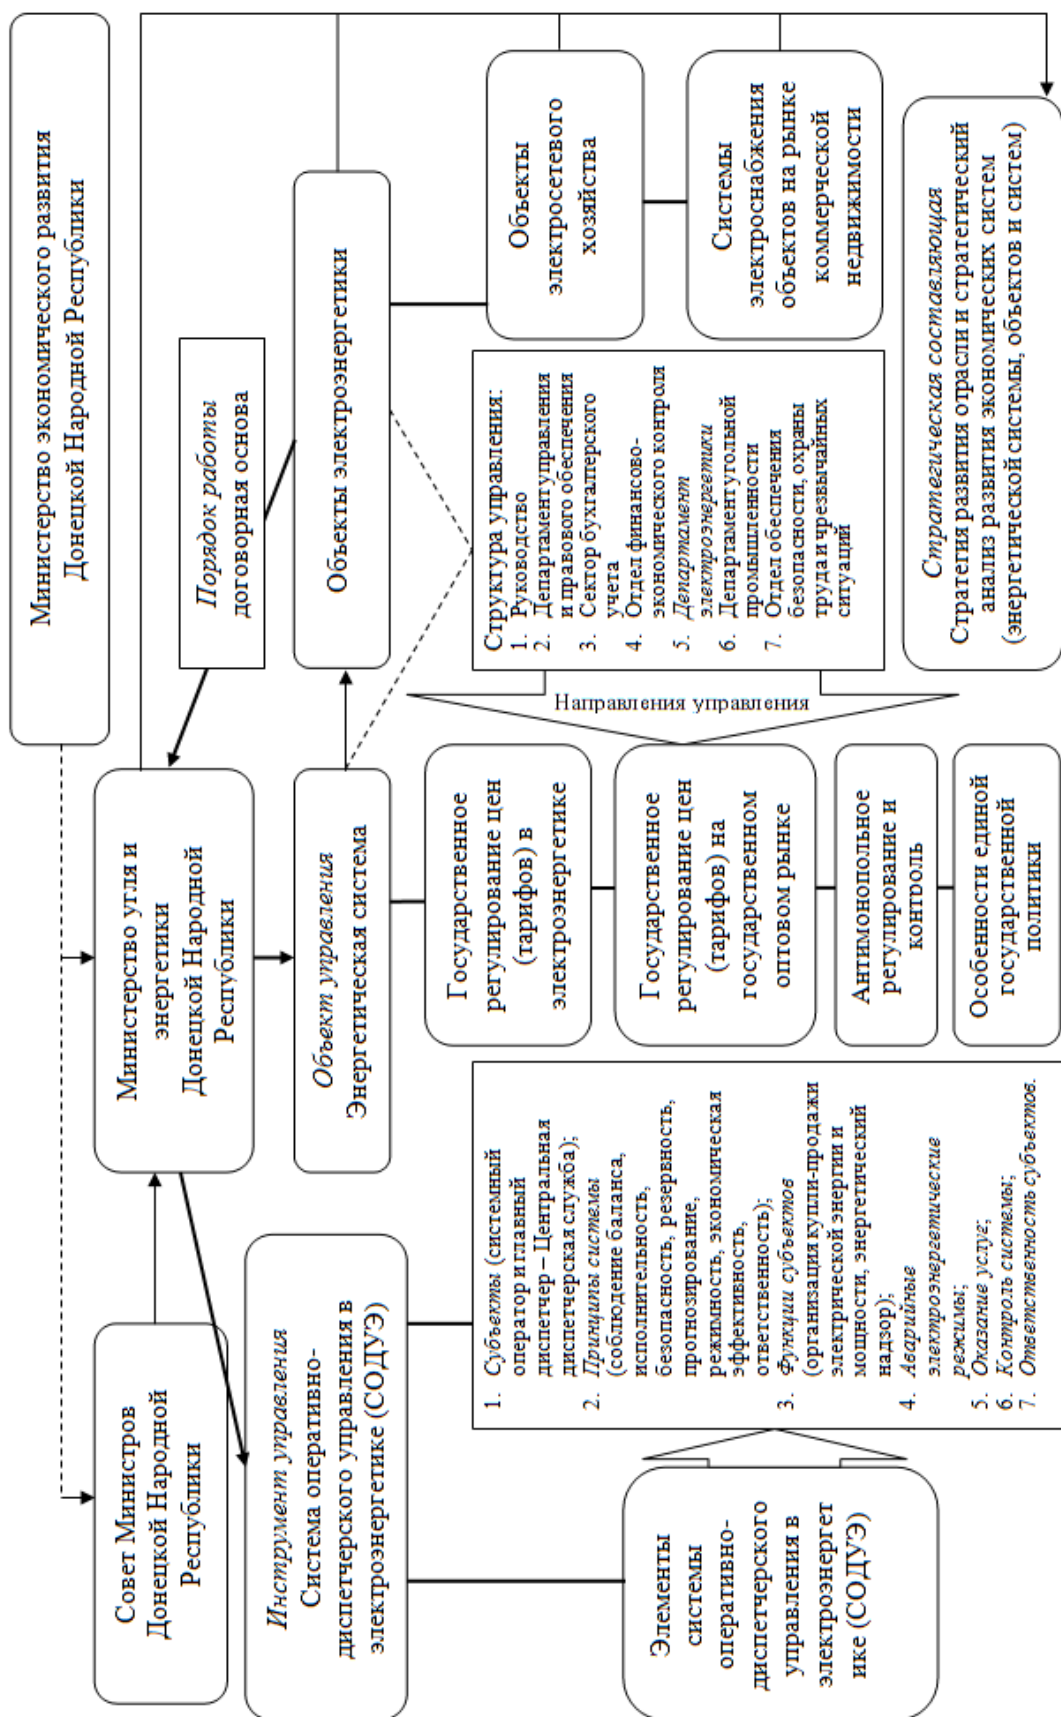 Министерство экономического развития
Донецкой Народной Республики
Совет Министров
Донецкой Народной
Республики
Министерство угля и
энергетики
Донецкой Народной
Республики
Порядок работы
договорная основа
Инструмент управления
Система оперативно-
диспетчерского управления в
электроэнергетике (СОДУЭ)
Объект управления
Энергетическая система
Объекты электроэнергетики
Элементы
системы
оперативно-
диспетчерского
управления в
электроэнергет
ике (СОДУЭ)
1. Субъекты (системный
оператор и главный
диспетчер – Центральная
диспетчерская служба);
2. Принципы системы
(соблюдение баланса,
исполнительность,
безопасность, резервность,
прогнозирование,
режимность, экономическая
эффективность,
ответственность);
3. Функции субъектов
(организация купли-продажи
электрической энергии и
мощности, энергетический
надзор);
4. Аварийные
электроэнергетические
режимы;
5. Оказание услуг;
6. Контроль системы;
7. Ответственность субъектов.
Государственное
регулирование цен
(тарифов) в
электроэнергетике
Государственное
регулирование цен
(тарифов) на
государственном
оптовом рынке
Антимонопольное
регулирование и
контроль
Особенности единой
государственной
политики
Направления управления
Структура управления:
1. Руководство
2. Департамент управления
и правового обеспечения
3. Сектор бухгалтерского
учета
4. Отдел финансово-
экономического контроля
5. Департамент
электроэнергетики
6. Департамент угольной
промышленности
7. Отдел обеспечения
безопасности, охраны
труда и чрезвычайных
ситуаций
Объекты
электросетевого
хозяйства
Системы
электроснабжения
объектов на рынке
коммерческой
недвижимости
Стратегическая составляющая
Стратегия развития отрасли и стратегический
анализ развития экономических систем
(энергетической системы, объектов и систем)